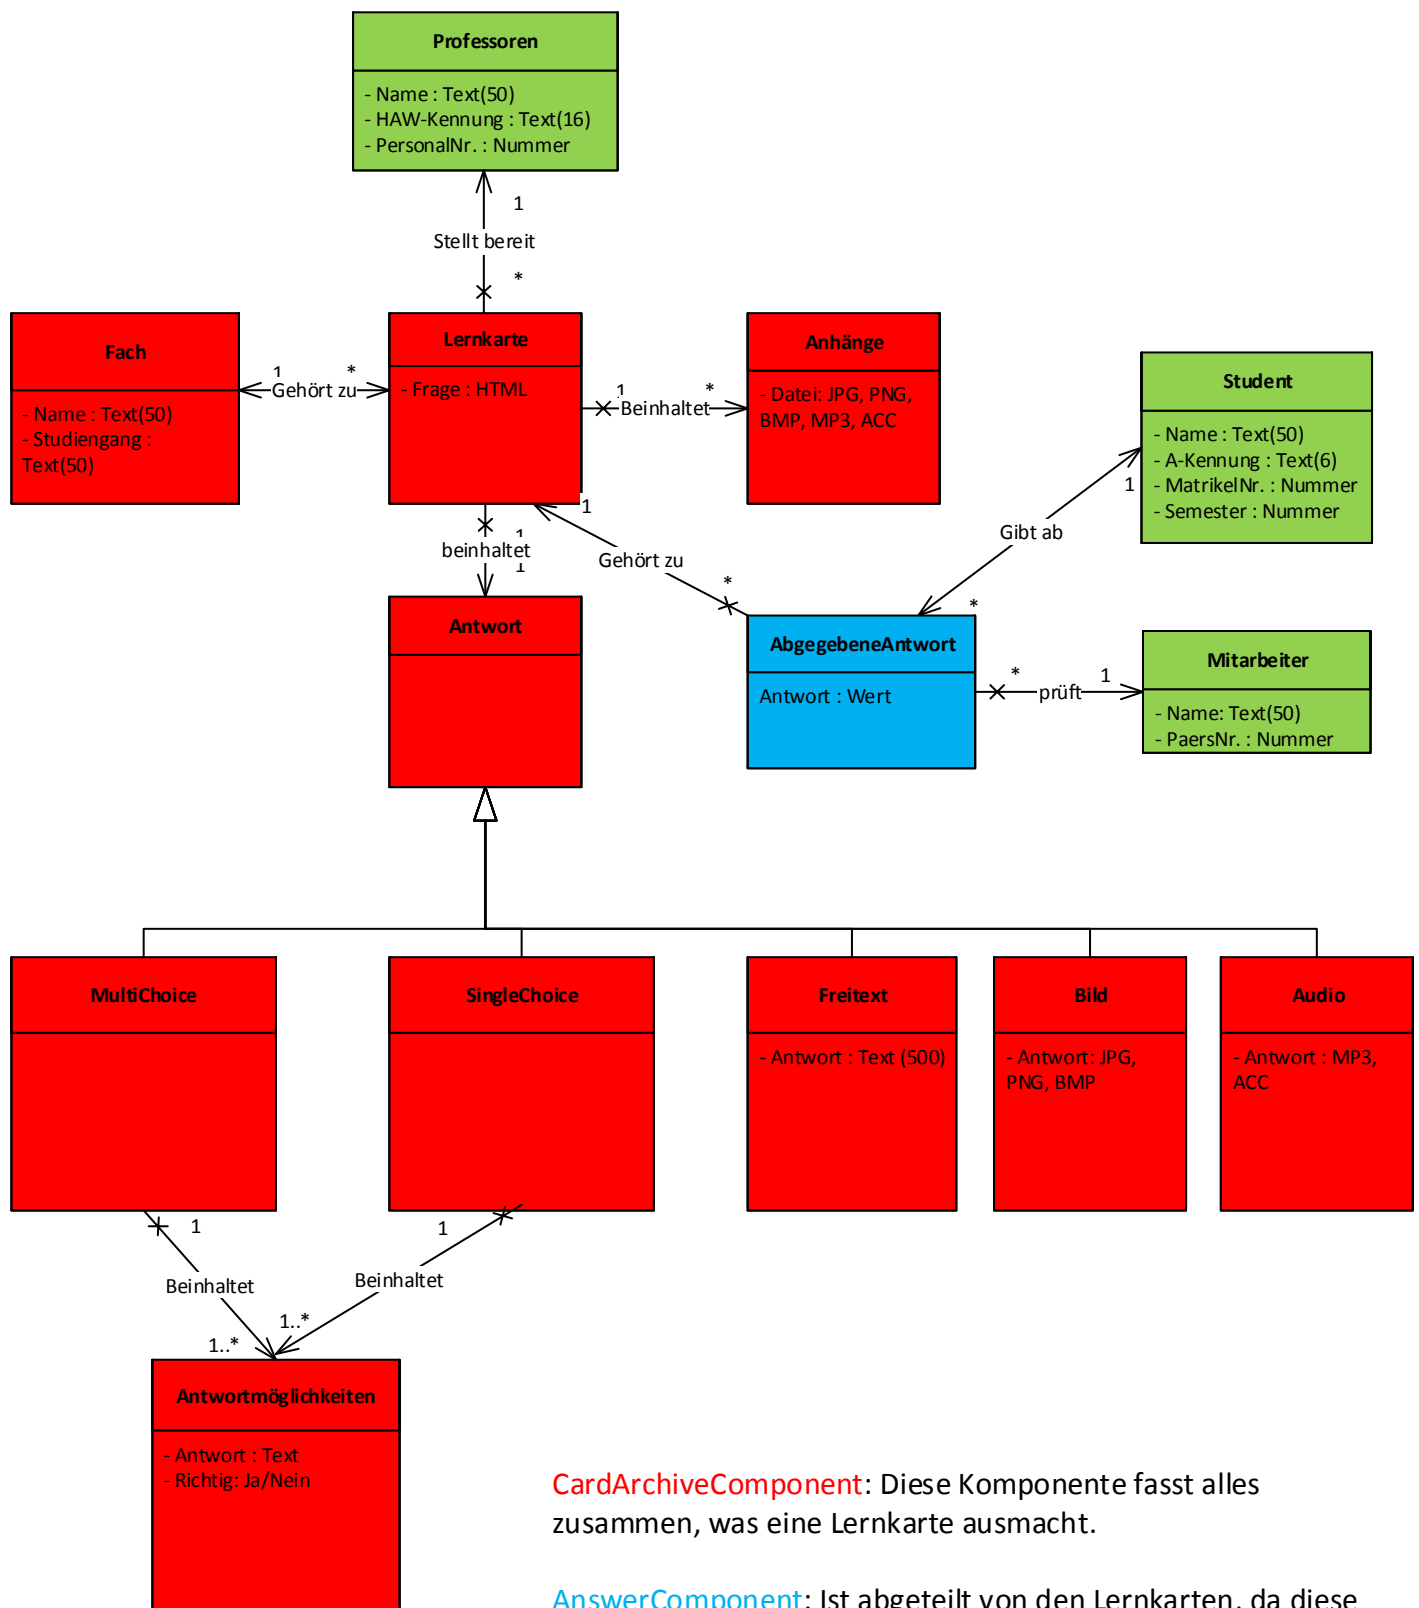 Professoren
- Name : Text(50)
- HAW-Kennung : Text(16)
- PersonalNr. : Nummer
1
Stellt bereit
*
Fach
- Name : Text(50)
- Studiengang :
Text(50)
1
*
Gehört zu
Lernkarte
- Frage : HTML
1
*
Beinhaltet
Anhänge
- Datei: JPG, PNG,
BMP, MP3, ACC
Student
- Name : Text(50)
- A-Kennung : Text(6)
- MatrikelNr. : Nummer
- Semester : Nummer
1
Gibt ab
*
1
Gehört zu
*
1
beinhaltet
1
Antwort
AbgegebeneAntwort
Antwort : Wert
*
1
prüft
Mitarbeiter
- Name: Text(50)
- PaersNr. : Nummer
MultiChoice
SingleChoice
Freitext
- Antwort : Text (500)
Bild
- Antwort: JPG,
PNG, BMP
Audio
- Antwort : MP3,
ACC
1
Beinhaltet
1..*
1
Beinhaltet
1..*
Antwortmöglichkeiten
- Antwort : Text
- Richtig: Ja/Nein
CardArchiveComponent: Diese Komponente fasst alles
zusammen, was eine Lernkarte ausmacht.
AnswerComponent: Ist abgeteilt von den Lernkarten, da diese